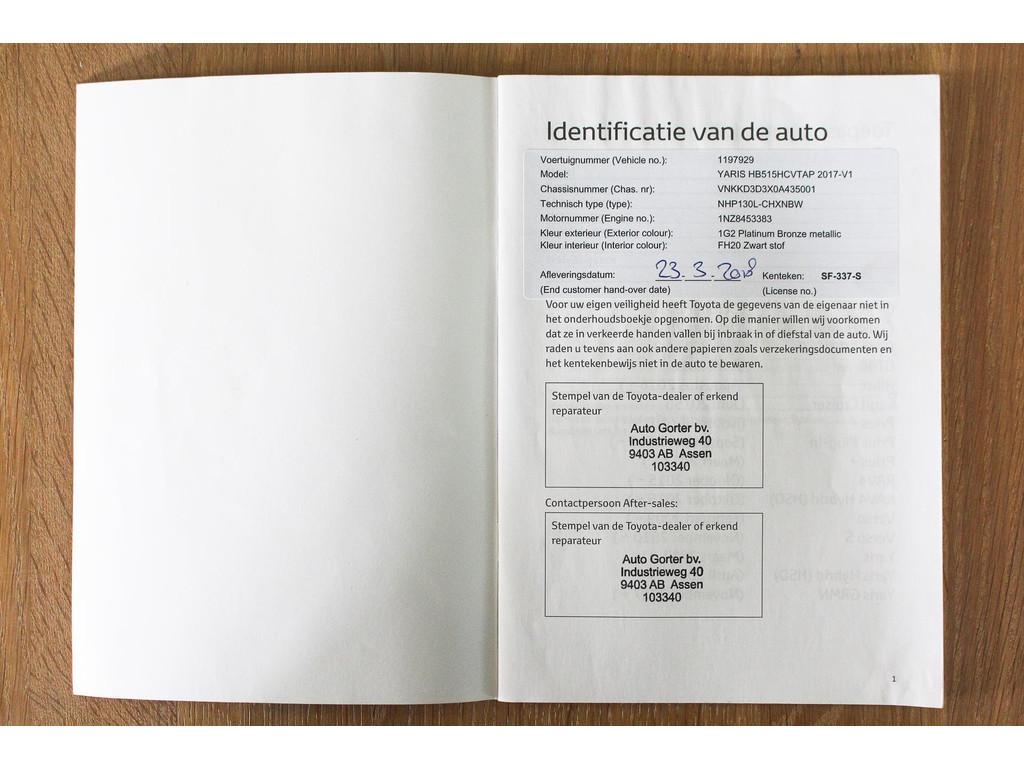 Identificatie van de auto
Voertuignummer (Vehicle no.): 1197929
Model: YARIS HB515HCVTAP 2017-V1
Chassisnummer (Chas. nr): VNKKD3D3X0A435001
Technisch type (type): NHP130L-CHXNBW
Motornummer (Engine no.): 1NZ8453383
Kleur exterieur (Exterior colour): 1G2 Platinum Bronze metallic
Kleur interieur (Interior colour): FH20 Zwart stof
Afleveringsdatum: 23.3.2018 Kenteken: SF-337-S
(End customer hand-over date) (License no.)
Voor uw eigen veiligheid heeft Toyota de gegevens van de eigenaar niet in
het onderhoudsboekje opgenomen. Op die manier willen wij voorkomen
dat ze in verkeerde handen vallen bij inbraak in of diefstal van de auto. Wij
raden u tevens aan ook andere papieren zoals verzekeringsdocumenten en
het kentekenbewijs niet in de auto te bewaren.
Stempel van de Toyota-dealer of erkend
reparateur
Auto Gorter bv.
Industrieweg 40
9403 AB Assen
103340
Contactpersoon After-sales:
Stempel van de Toyota-dealer of erkend
reparateur
Auto Gorter bv.
Industrieweg 40
9403 AB Assen
103340
1